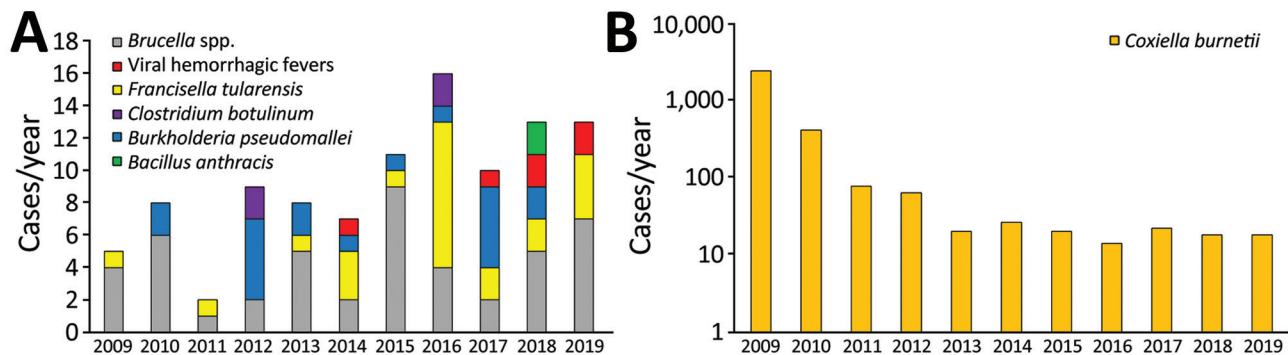 A
Cases/year
18
16
14
12
10
8
6
4
2
0
Brucella spp.
Viral hemorrhagic fevers
Francisella tularensis
Clostridium botulinum
Burkholderia pseudomallei
Bacillus anthracis
2009 2010 2011 2012 2013 2014 2015 2016 2017 2018 2019
B
Cases/year
10,000
1,000
100
10
1
Coxiella burnetii
2009 2010 2011 2012 2013 2014 2015 2016 2017 2018 2019